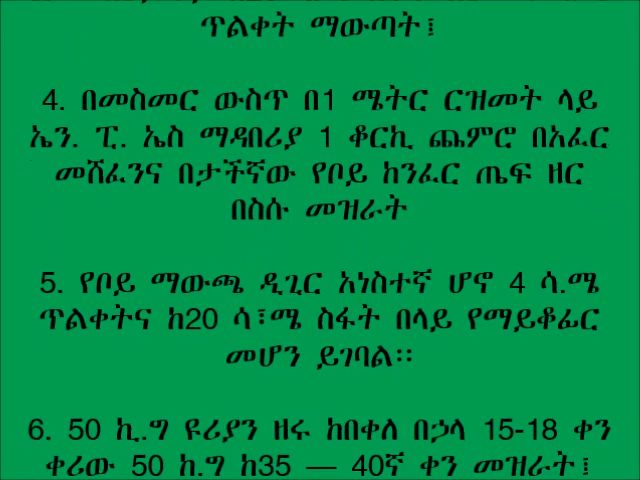 ጥልቀት ማውጣት፤
4. በመስመር ውስጥ በ1 ሜትር ርዝመት ላይ
ኤን. ፒ. ኤስ ማዳበሪያ 1 ቆርኪ ጨምሮ በአፈር
መሸፈንና በታችኛው የቦይ ከንፈር ጤፍ ዘር
በስሱ መዝራት
5. የቦይ ማውጫ ዲጊር አነስተኛ ሆኖ 4 ሳ.ሜ
ጥልቀትና ከ20 ሳ፣ሜ ስፋት በላይ የማይቆፊር
መሆን ይገባል፡፡
6. 50 ኪ.ግ ዩሪያን ዘሩ ከበቀለ በኃላ 15-18 ቀን
ቀሪው 50 ከ.ግ ከ35 — 40ኛ ቀን መዝራት፤